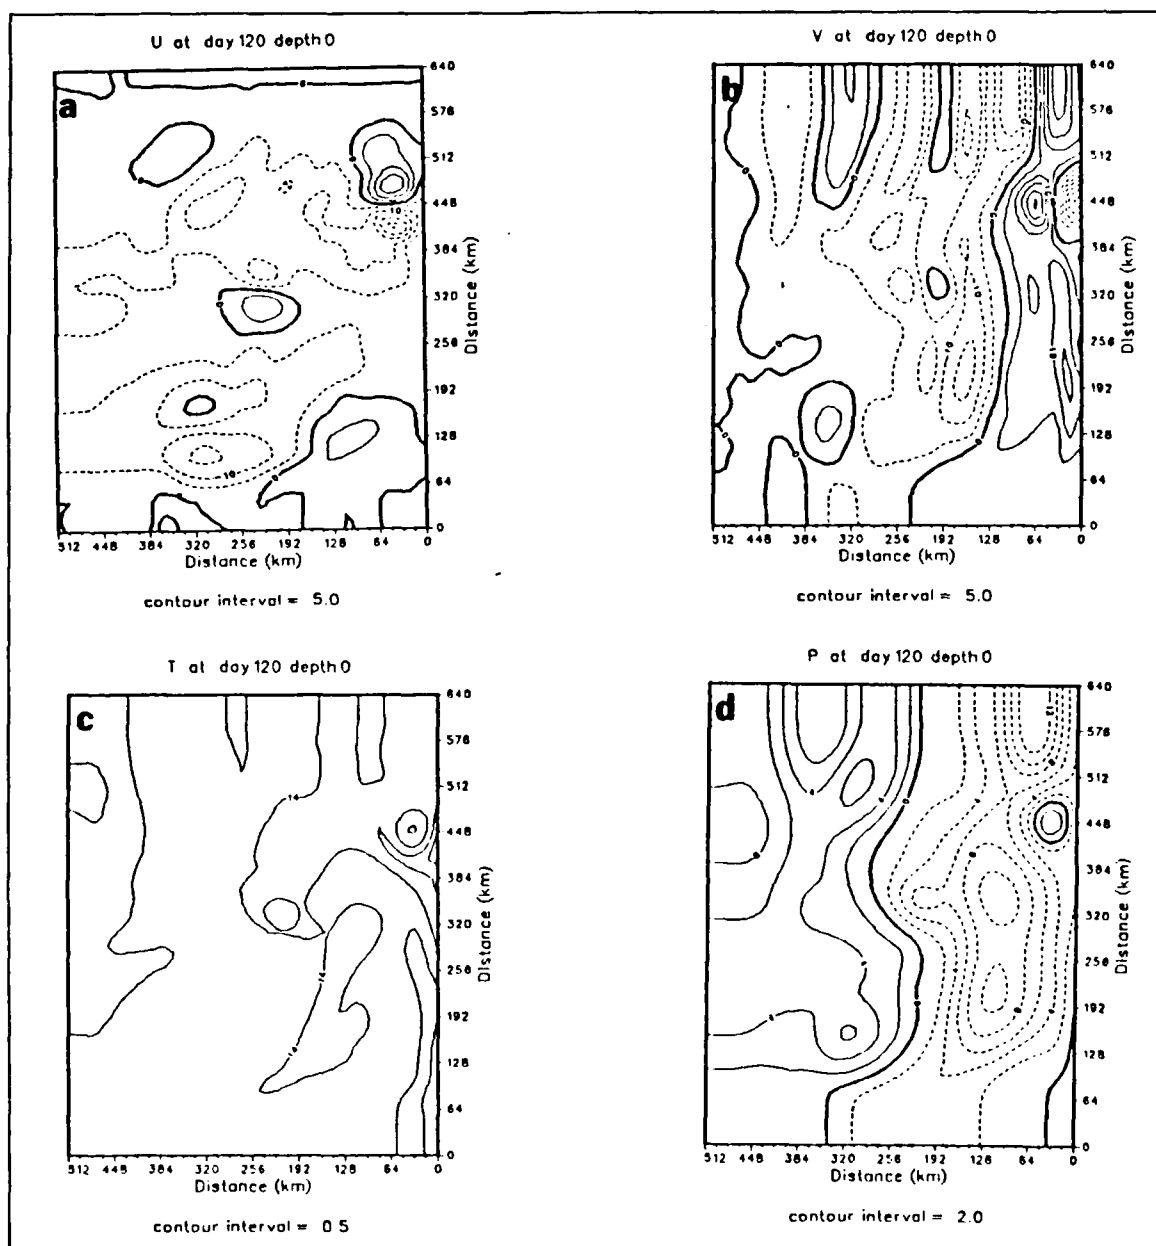 U at day 120 depth 0
V at day 120 depth 0
a
b
640
576
512
448
384
320
256
192
128
64
0
Distance (km)
512 448 384 320 256 192 128 64 0
Distance (km)
contour interval = 5.0
640
576
512
448
384
320
256
192
128
64
0
Distance (km)
512 448 384 320 256 192 128 64 0
Distance (km)
contour interval = 5.0
T at day 120 depth 0
P at day 120 depth 0
c
d
14
14
14
640
576
512
448
384
320
256
192
128
64
0
Distance (km)
512 448 384 320 256 192 128 64 0
Distance (km)
contour interval = 0.5
640
576
512
448
384
320
256
192
128
64
0
Distance (km)
512 448 384 320 256 192 128 64 0
Distance (km)
contour interval = 2.0